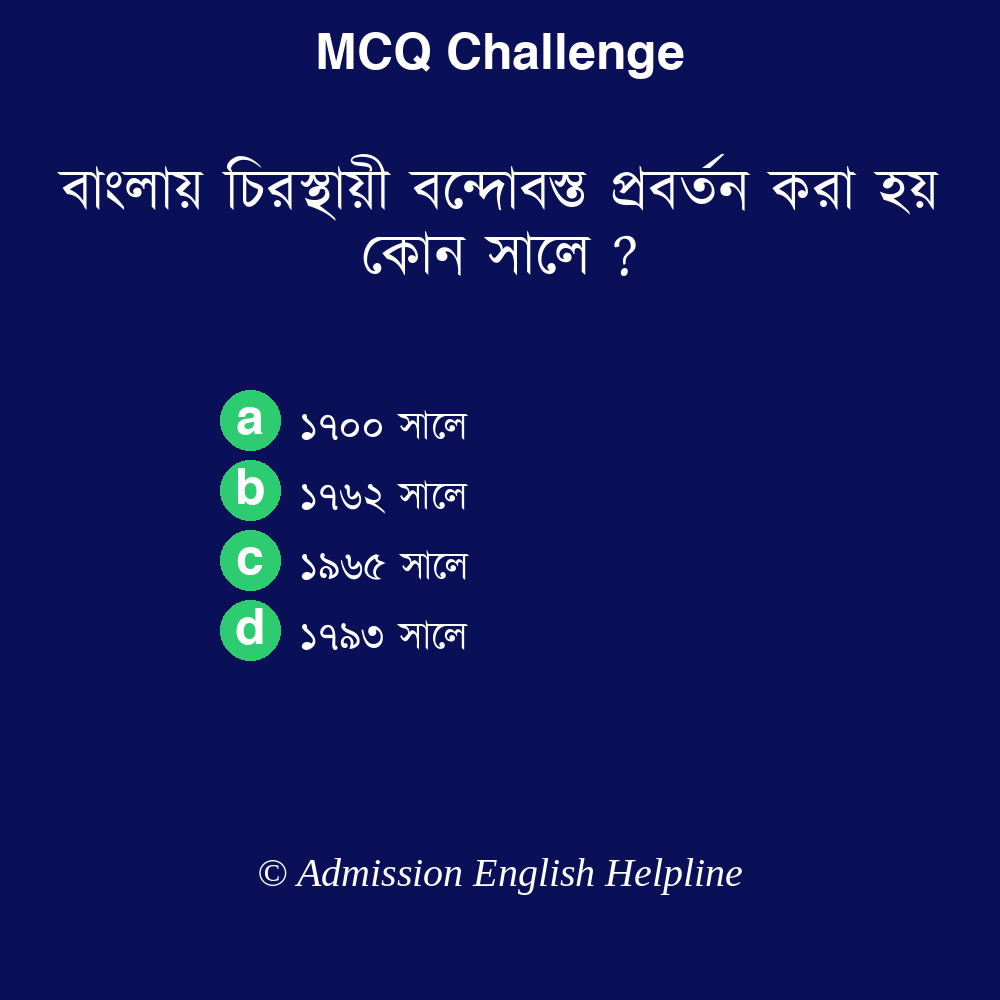 MCQ Challenge
বাংলায় চিরস্থায়ী বন্দোবস্ত প্রবর্তন করা হয়
কোন সালে ?
a ১৭০০ সালে
b ১৭৬২ সালে
c ১৯৬৫ সালে
d ১৭৯৩ সালে
© Admission English Helpline